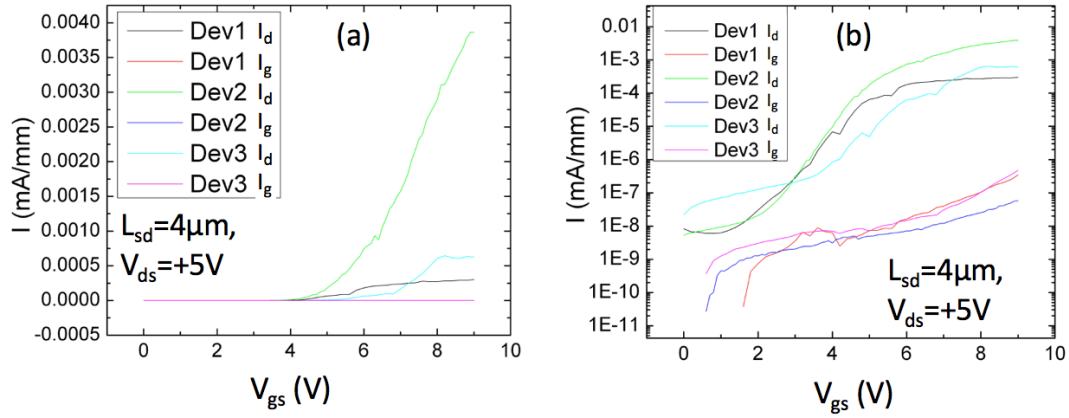 (a)
0.0040
0.0035
0.0030
0.0025
0.0020
0.0015
0.0010
0.0005
0.0000
-0.0005
I (mA/mm)
Dev1 Id
Dev1 Ig
Dev2 Id
Dev2 Ig
Dev3 Id
Dev3 Ig
Lsd=4μm,
Vds=+5V
0 2 4 6 8 10
Vgs (V)
(b)
0.01
1E-3
1E-4
1E-5
1E-6
1E-7
1E-8
1E-9
1E-10
1E-11
I (mA/mm)
Dev1 Id
Dev1 Ig
Dev2 Id
Dev2 Ig
Dev3 Id
Dev3 Ig
Lsd=4μm,
Vds=+5V
0 2 4 6 8 10
Vgs (V)